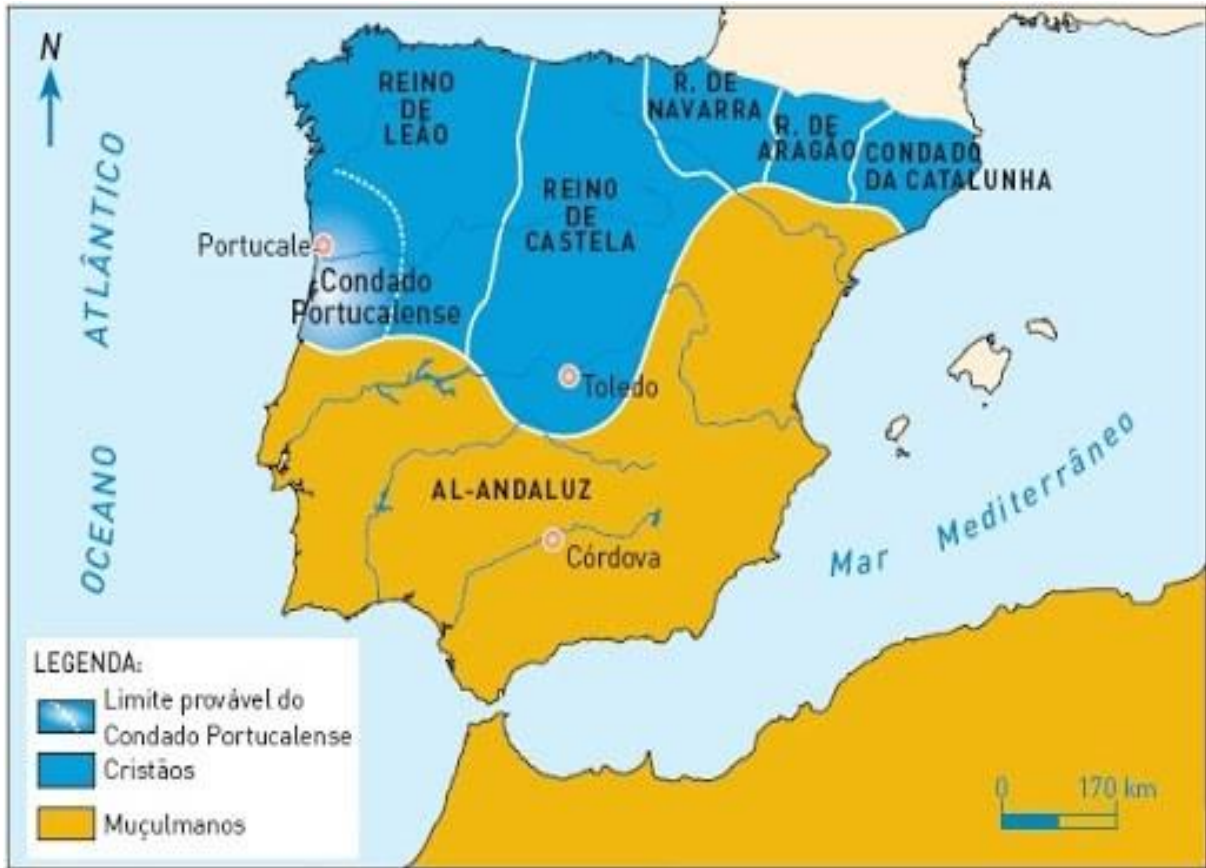 N
REINO
DE
LEÃO
R. DE
NAVARRA
R. DE
ARAGÃO
CONDADO
DA CATALUNHA
REINO
DE
CASTELA
Portucale
Condado
Portucalense
Toledo
OCEANO ATLÂNTICO
AL-ANDALUZ
Córdova
Mar Mediterrâneo
LEGENDA:
Limite provável do
Condado Portucalense
Cristãos
Muçulmanos
0 170 km